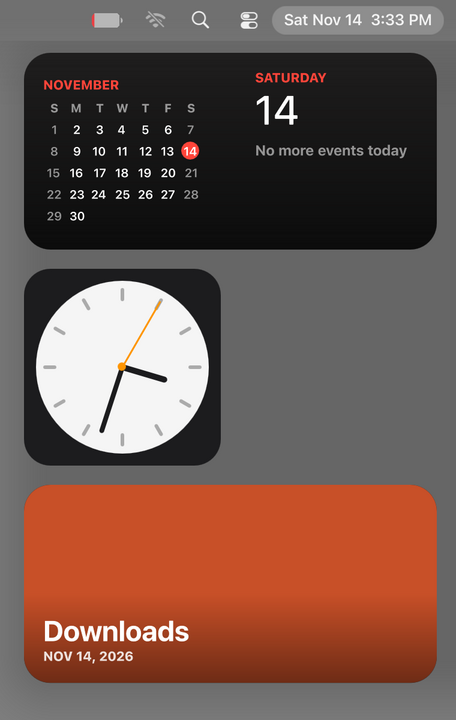 Sat Nov 14 3:33 PM
NOVEMBER
S M T W T F S
1 2 3 4 5 6 7
8 9 10 11 12 13 14
15 16 17 18 19 20 21
22 23 24 25 26 27 28
29 30
SATURDAY
14
No more events today
Downloads
NOV 14, 2026